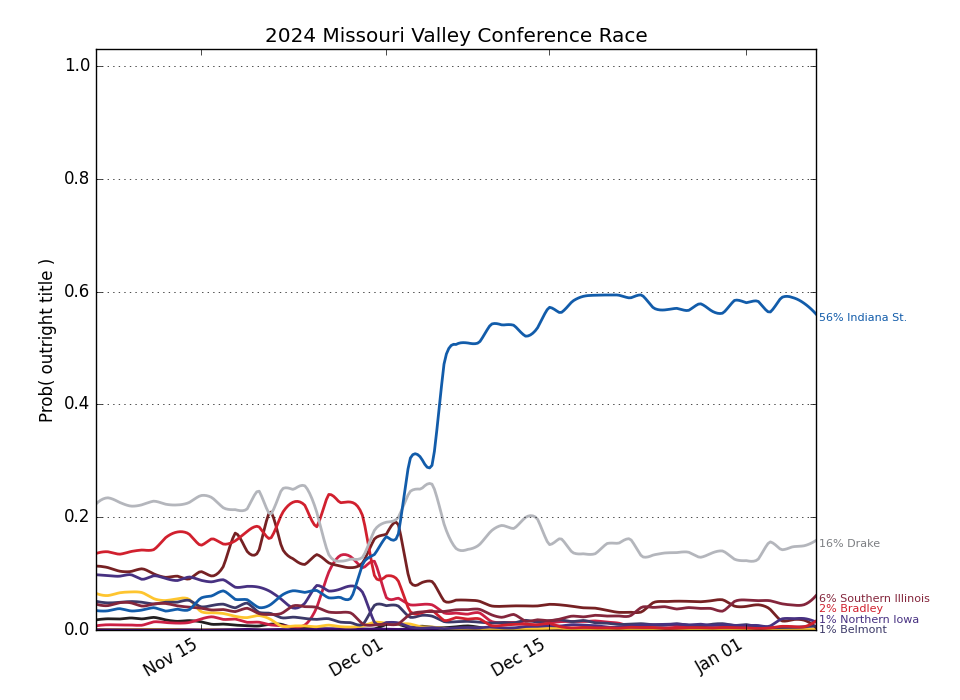 2024 Missouri Valley Conference Race
Prob( outright title )
1.0
0.8
0.6
0.4
0.2
0.0
Nov 15
Dec 01
Dec 15
Jan 01
56% Indiana St.
16% Drake
6% Southern Illinois
2% Bradley
1% Northern Iowa
1% Belmont